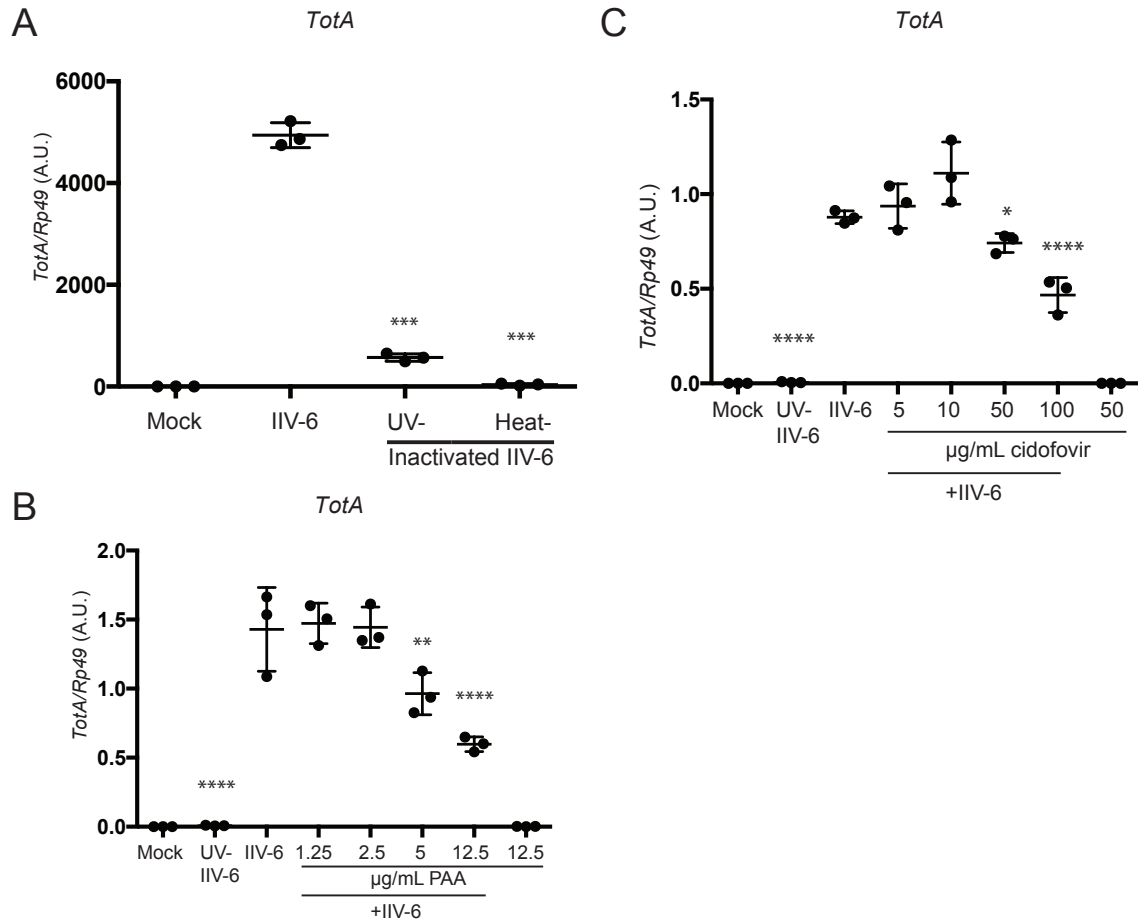 A
TotA
TotA/Rp49 (A.U.)
6000
4000
2000
0
***
***
Mock
IIV-6
UV-
Heat-
Inactivated IIV-6
B
TotA
TotA/Rp49 (A.U.)
2.0
1.5
1.0
0.5
0.0
****
**
****
Mock
UV-
IIV-6
IIV-6
1.25
2.5
5
12.5
12.5
µg/mL PAA
+IIV-6
C
TotA
TotA/Rp49 (A.U.)
1.5
1.0
0.5
0.0
****
*
****
Mock
UV-
IIV-6
IIV-6
5
10
50
100
50
µg/mL cidofovir
+IIV-6